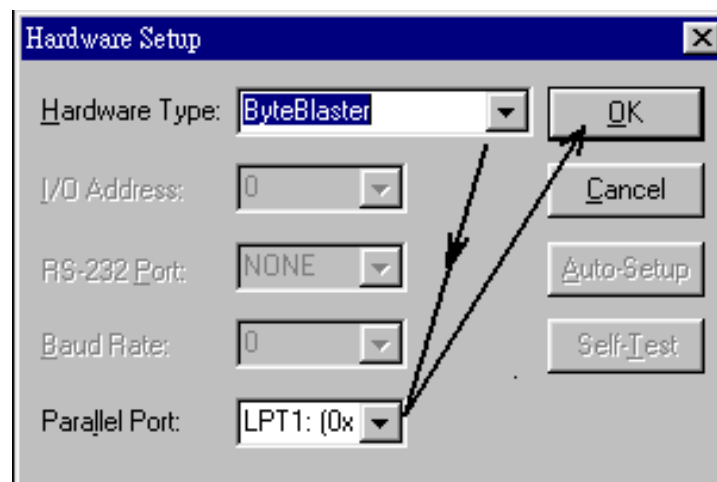 Hardware Setup
Hardware Type: ByteBlaster OK
I/O Address: 0 Cancel
RS-232 Port: NONE Auto-Setup
Baud Rate: 0 Self-Test
Parallel Port: LPT1: (0x